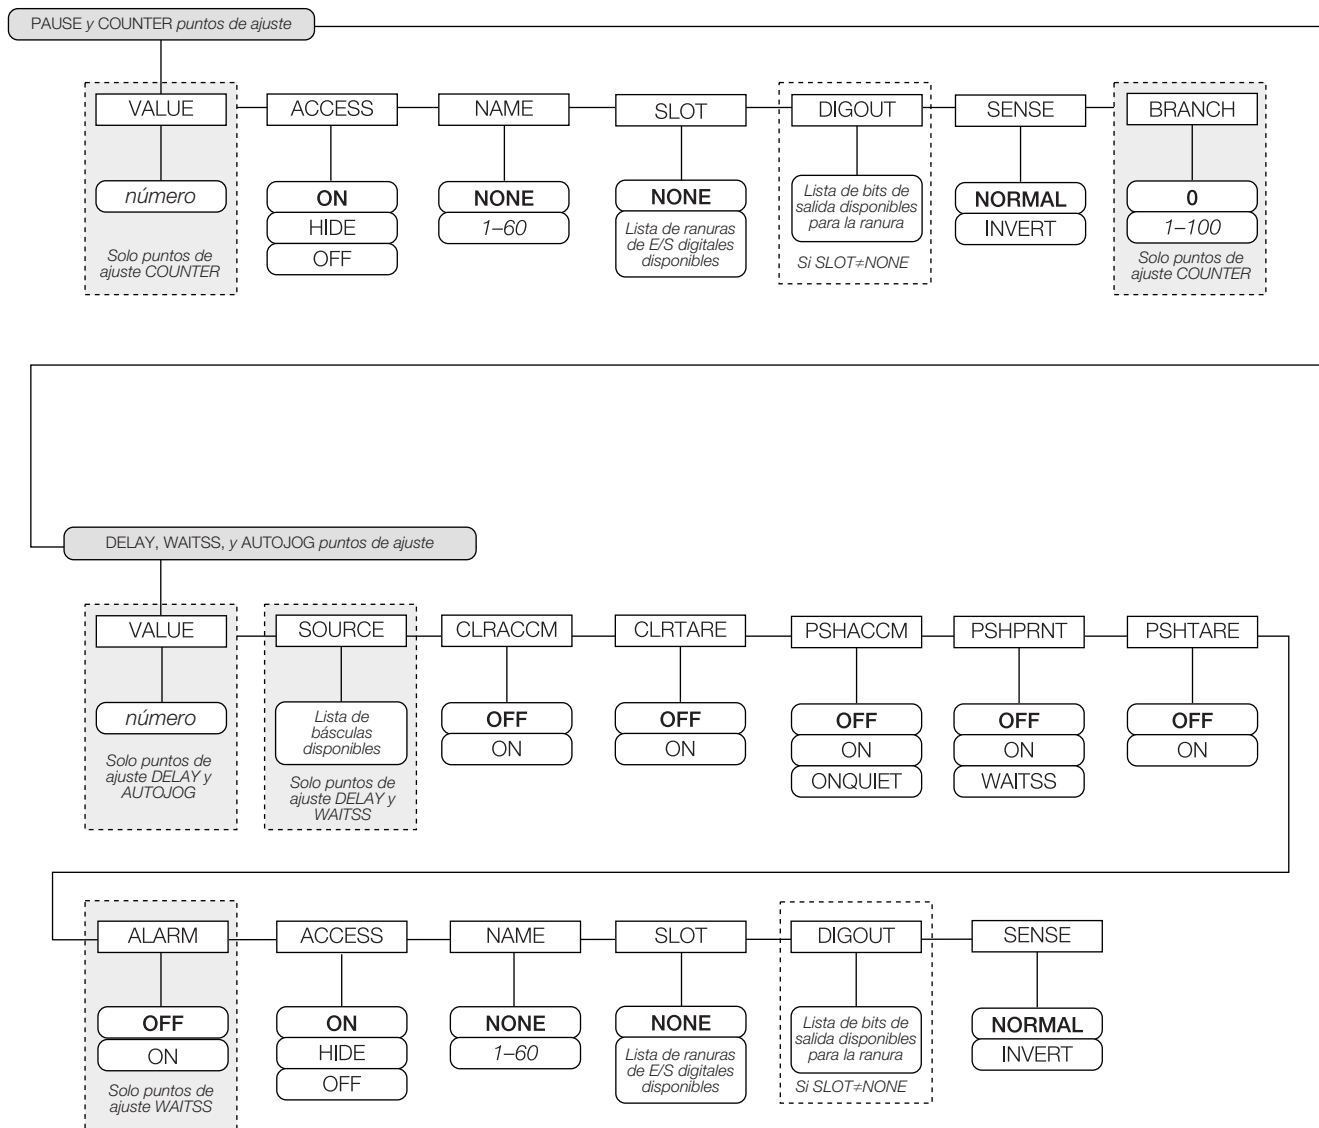 PAUSE y COUNTER puntos de ajuste
VALUE
ACCESS
NAME
SLOT
DIGOUT
SENSE
BRANCH
número
Solo puntos de
ajuste COUNTER
ON
HIDE
OFF
NONE
1–60
NONE
Lista de ranuras
de E/S digitales
disponibles
Lista de bits de
salida disponibles
para la ranura
Si SLOT≠NONE
NORMAL
INVERT
0
1–100
Solo puntos de
ajuste COUNTER
DELAY, WAITSS, y AUTOJOG puntos de ajuste
VALUE
SOURCE
CLRACCM
CLRTARE
PSHACCM
PSHPRNT
PSHTARE
número
Solo puntos de
ajuste DELAY y
AUTOJOG
Lista de
básculas
disponibles
Solo puntos de
ajuste DELAY y
WAITSS
OFF
ON
OFF
ON
OFF
ON
ONQUIET
OFF
ON
WAITSS
OFF
ON
ALARM
ACCESS
NAME
SLOT
DIGOUT
SENSE
OFF
ON
Solo puntos de
ajuste WAITSS
ON
HIDE
OFF
NONE
1–60
NONE
Lista de ranuras
de E/S digitales
disponibles
Lista de bits de
salida disponibles
para la ranura
Si SLOT≠NONE
NORMAL
INVERT